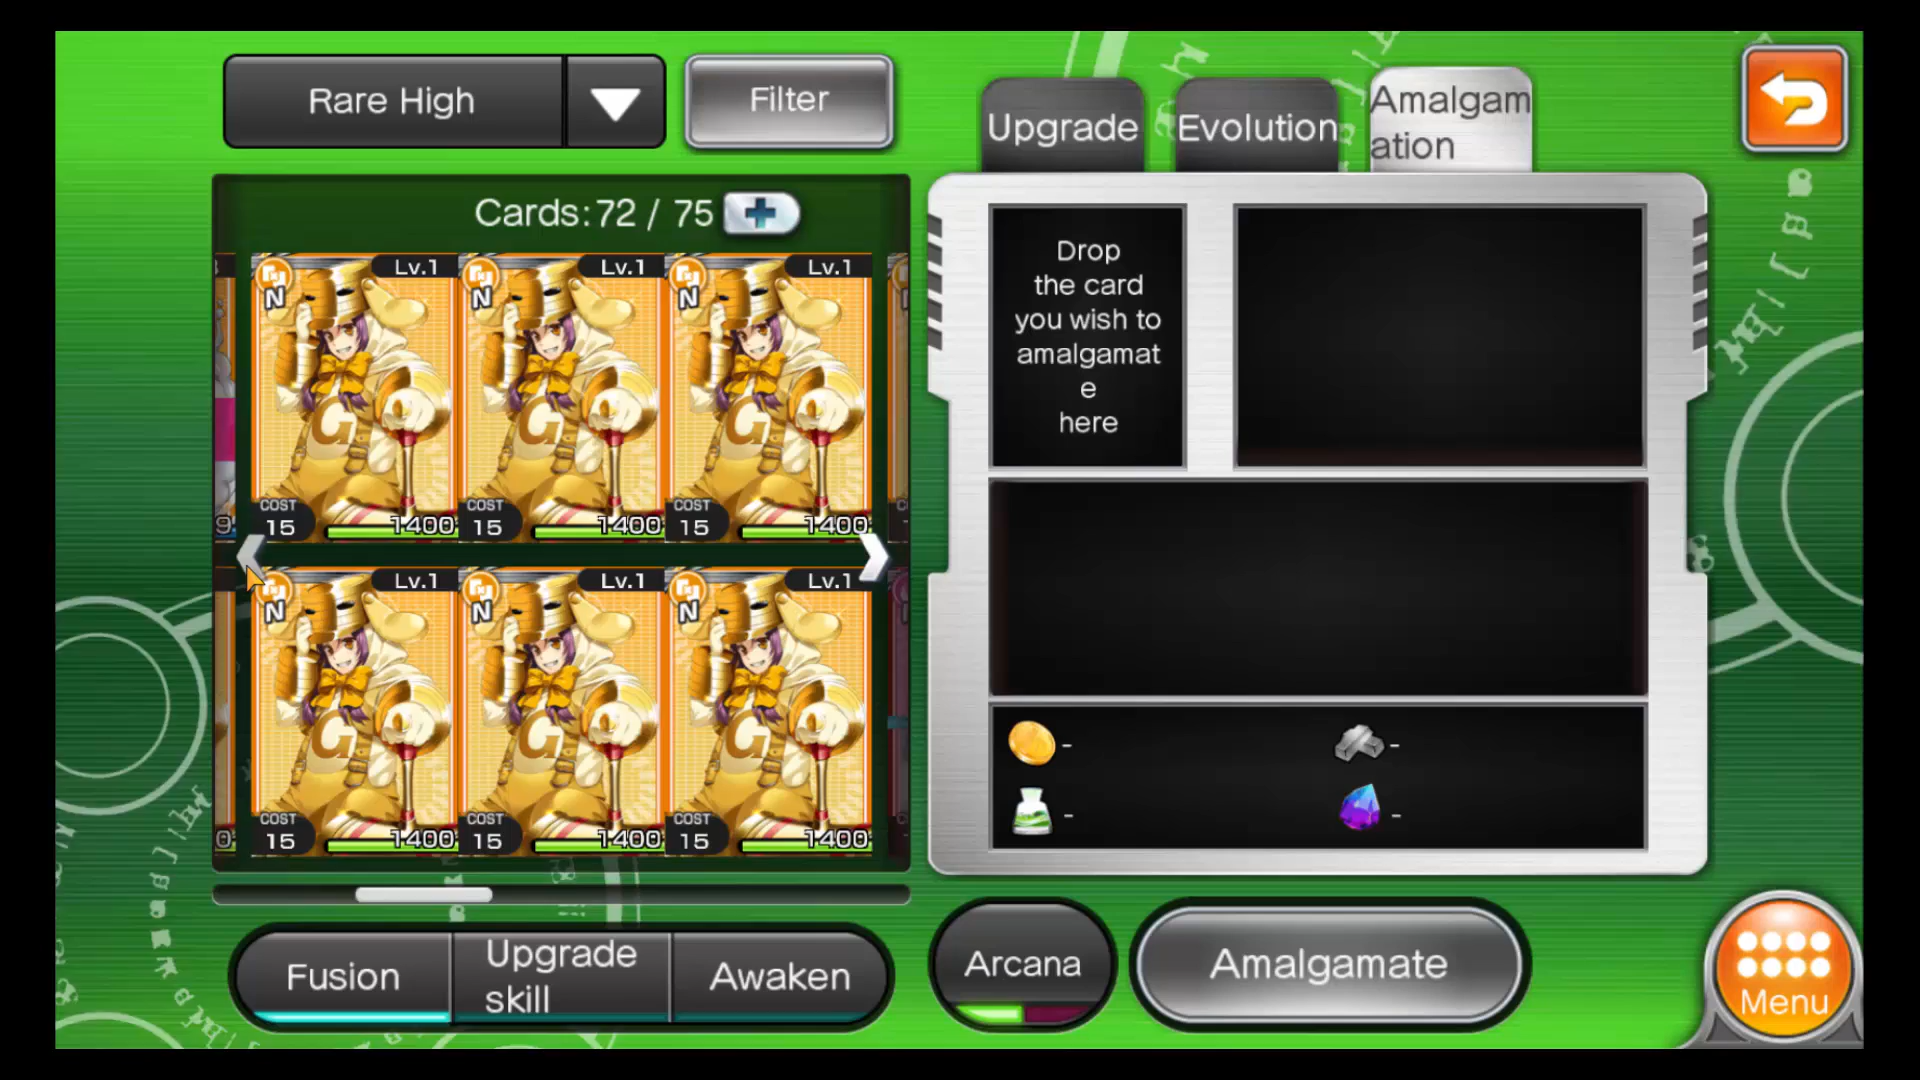 Rare High
Filter
Upgrade
Evolution
Amalgam
ation
Cards: 72 / 75
Drop
the card
you wish to
amalgamat
e
here
Lv.1
Lv.1
Lv.1
N
N
N
G
G
G
COST
15
1400
COST
15
1400
COST
15
1400
Lv.1
Lv.1
Lv.1
N
N
N
G
G
G
COST
15
1400
COST
15
1400
COST
15
1400
-
-
-
-
Fusion
Upgrade
skill
Awaken
Arcana
Amalgamate
Menu